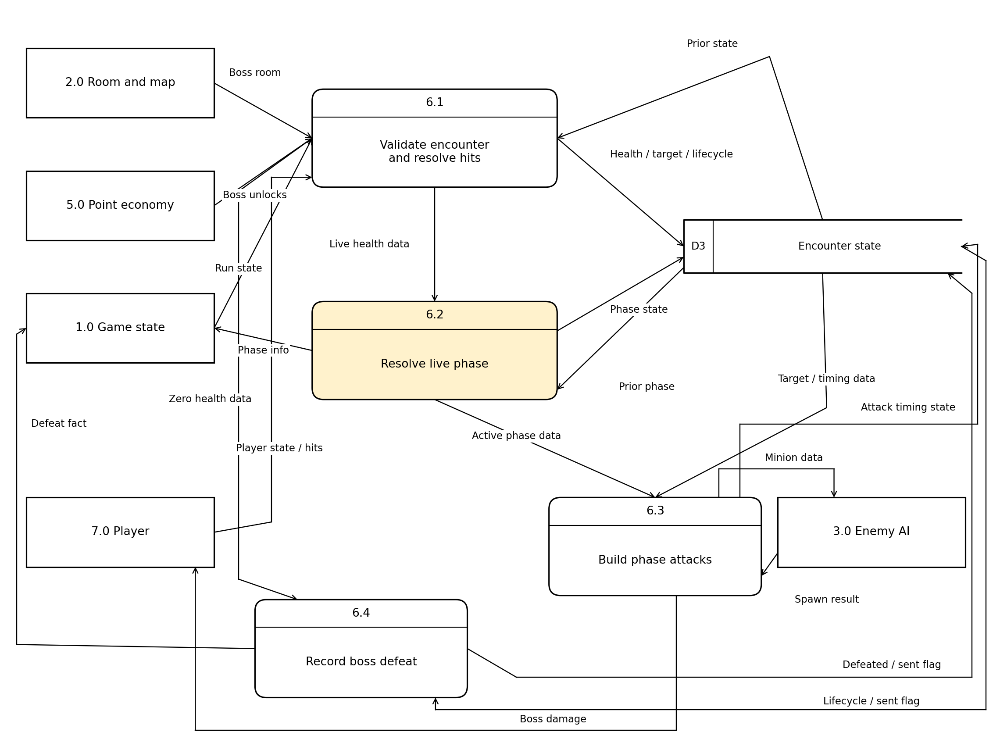 Prior state
2.0 Room and map
Boss room
6.1
Validate encounter
and resolve hits
Health / target / lifecycle
5.0 Point economy
Boss unlocks
Live health data
D3
Encounter state
Run state
1.0 Game state
6.2
Phase state
Phase info
Resolve live phase
Target / timing data
Prior phase
Zero health data
Attack timing state
Defeat fact
Active phase data
Player state / hits
Minion data
6.3
7.0 Player
3.0 Enemy AI
Build phase attacks
Spawn result
6.4
Record boss defeat
Defeated / sent flag
Lifecycle / sent flag
Boss damage